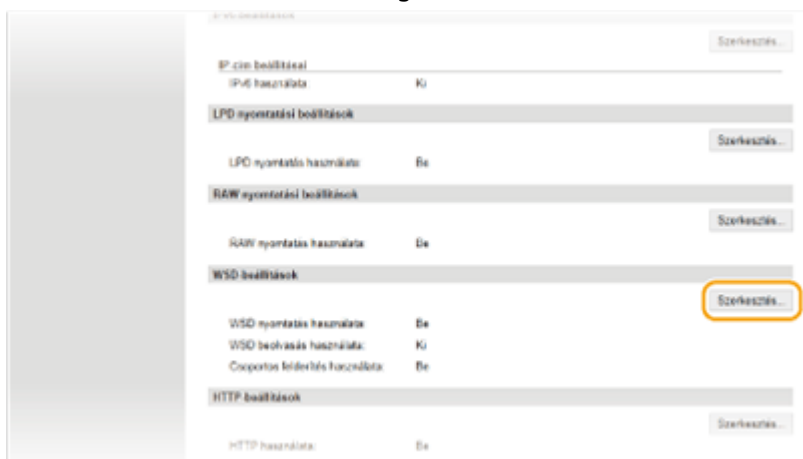 IPv6 beállítások
Szerkesztés...
IP-cím beállításai
IPv6 használata: Ki
LPD nyomtatási beállítások
Szerkesztés...
LPD nyomtatás használata: Be
RAW nyomtatási beállítások
Szerkesztés...
RAW nyomtatás használata: Be
WSD beállítások
Szerkesztés...
WSD nyomtatás használata: Be
WSD beolvasás használata: Ki
Csoportos felderítés használata: Be
HTTP beállítások
Szerkesztés...
HTTP használata: Be